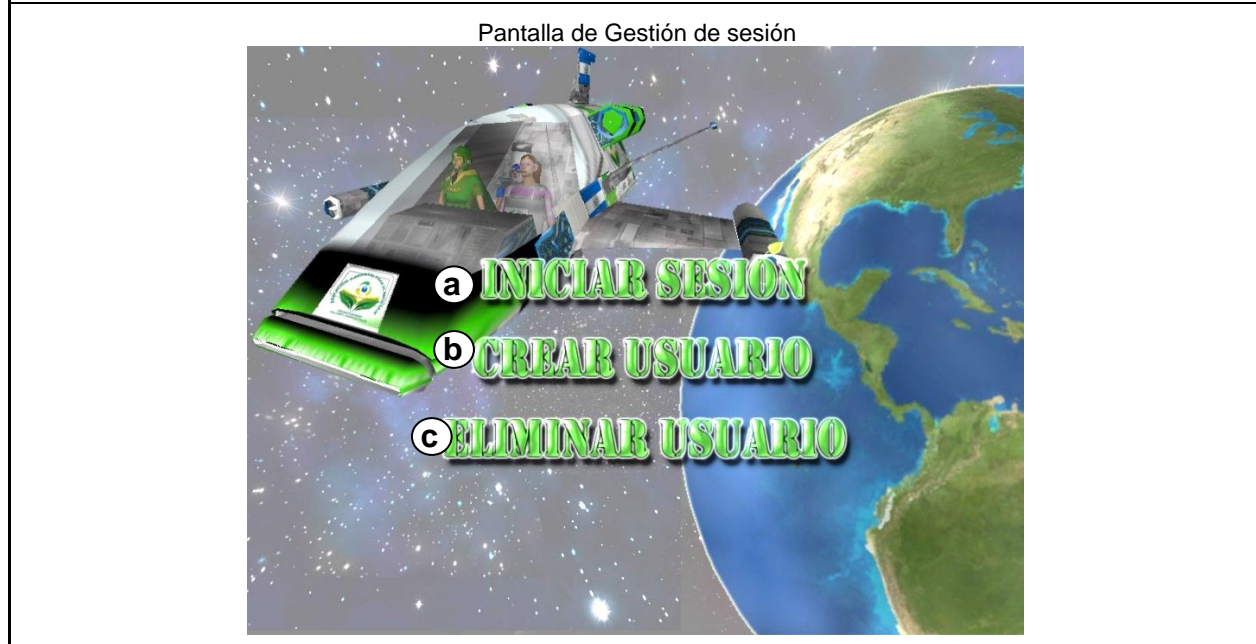 Pantalla de Gestión de sesión
a INICIAR SESIÓN
b CREAR USUARIO
c ELIMINAR USUARIO